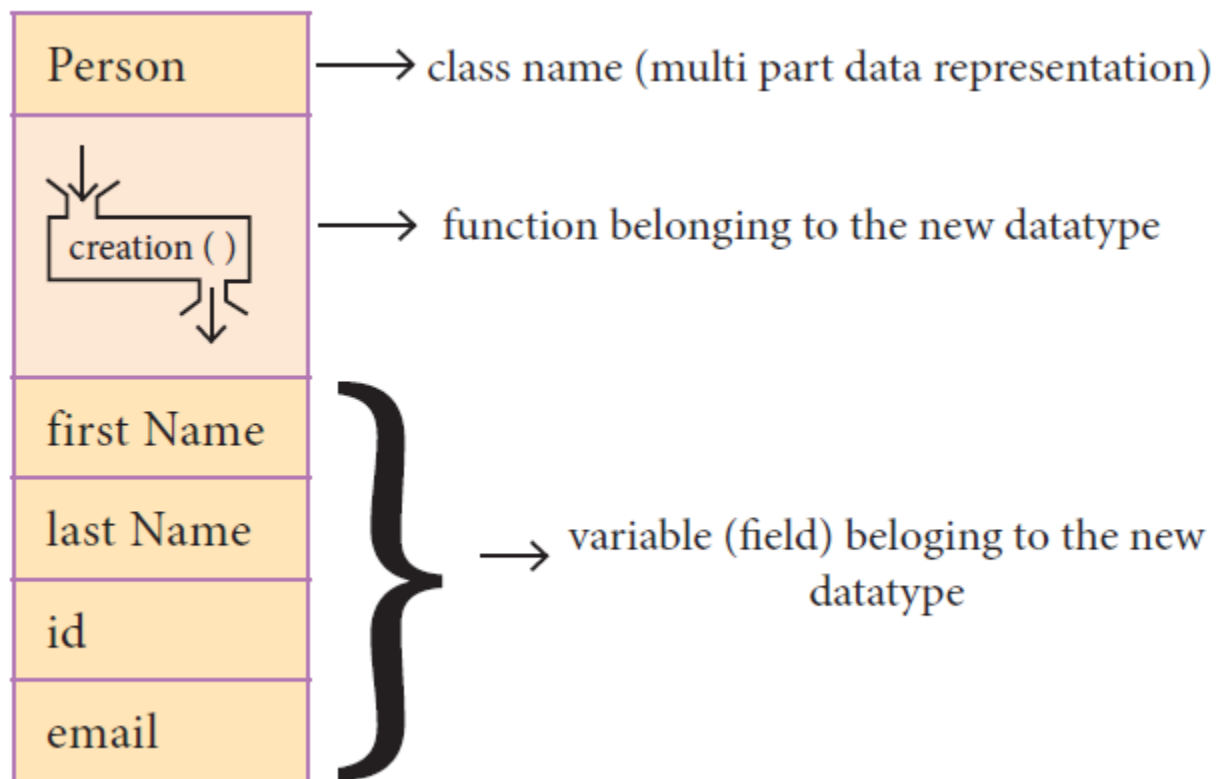 Person
class name (multi part data representation)
creation ( )
function belonging to the new datatype
first Name
last Name
id
email
variable (field) beloging to the new
datatype